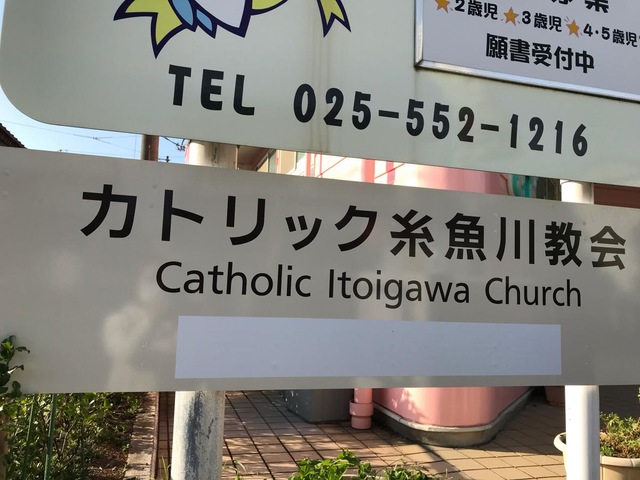 ★2歳児 ★3歳児 ★4・5歳児
願書受付中
TEL 025-552-1216
カトリック糸魚川教会
Catholic Itoigawa Church